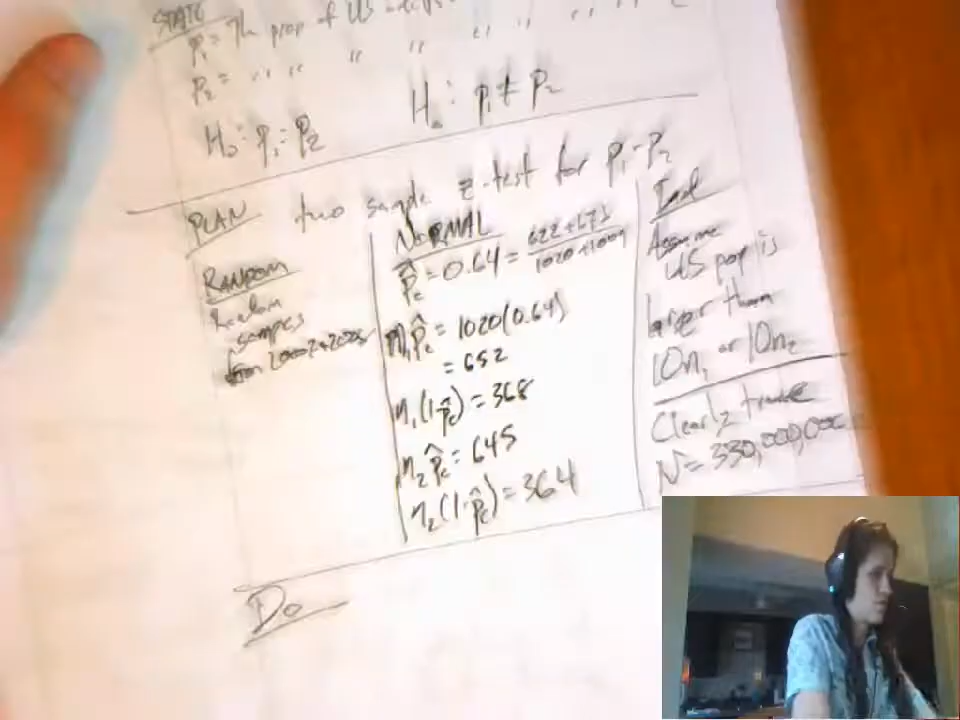 STATE
P₁ = The prop of US
P₂ = " " " " " " "
H₀: p₁ = p₂ Hₐ: p₁ ≠ p₂
PLAN two sample z-test for p₁-p₂
RANDOM
Random
samples
from 2000
NORMAL
p̂c = 0.64 = 622+673 / 1020+1009
n₁p̂c = 1020(0.64)
= 652
n₁(1-p̂c) = 368
n₂p̂c = 645
n₂(1-p̂c) = 364
Ind
Assume
US pop is
larger than
10n₁ or 10n₂
Clearly true
N = 330,000,000
Do